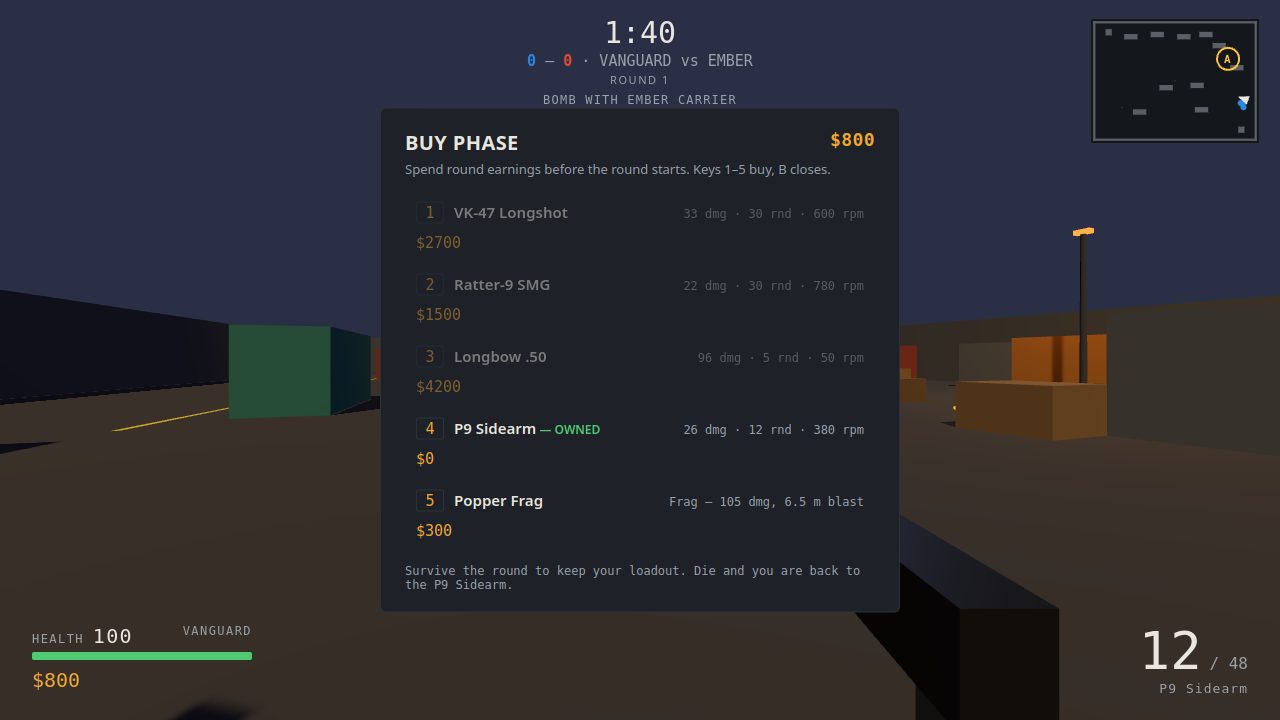 1:40
0 — 0 · VANGUARD vs EMBER
ROUND 1
BOMB WITH EMBER CARRIER
A
BUY PHASE
$800
Spend round earnings before the round starts. Keys 1–5 buy, B closes.
1 VK-47 Longshot 33 dmg · 30 rnd · 600 rpm
$2700
2 Ratter-9 SMG 22 dmg · 30 rnd · 780 rpm
$1500
3 Longbow .50 96 dmg · 5 rnd · 50 rpm
$4200
4 P9 Sidearm — OWNED 26 dmg · 12 rnd · 380 rpm
$0
5 Popper Frag Frag — 105 dmg, 6.5 m blast
$300
Survive the round to keep your loadout. Die and you are back to
the P9 Sidearm.
HEALTH 100 VANGUARD
$800
12 / 48
P9 Sidearm